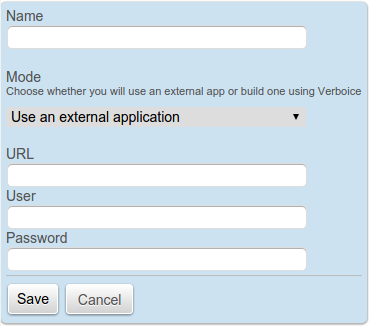 Name
Mode
Choose whether you will use an external app or build one using Verboice
Use an external application
URL
User
Password
Save Cancel